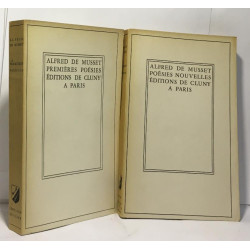 ALFRED DE MUSSET
PREMIÈRES POÉSIES
ÉDITIONS DE CLUNY
A PARIS
ALFRED DE MUSSET
POÉSIES NOUVELLES
ÉDITIONS DE CLUNY
A PARIS